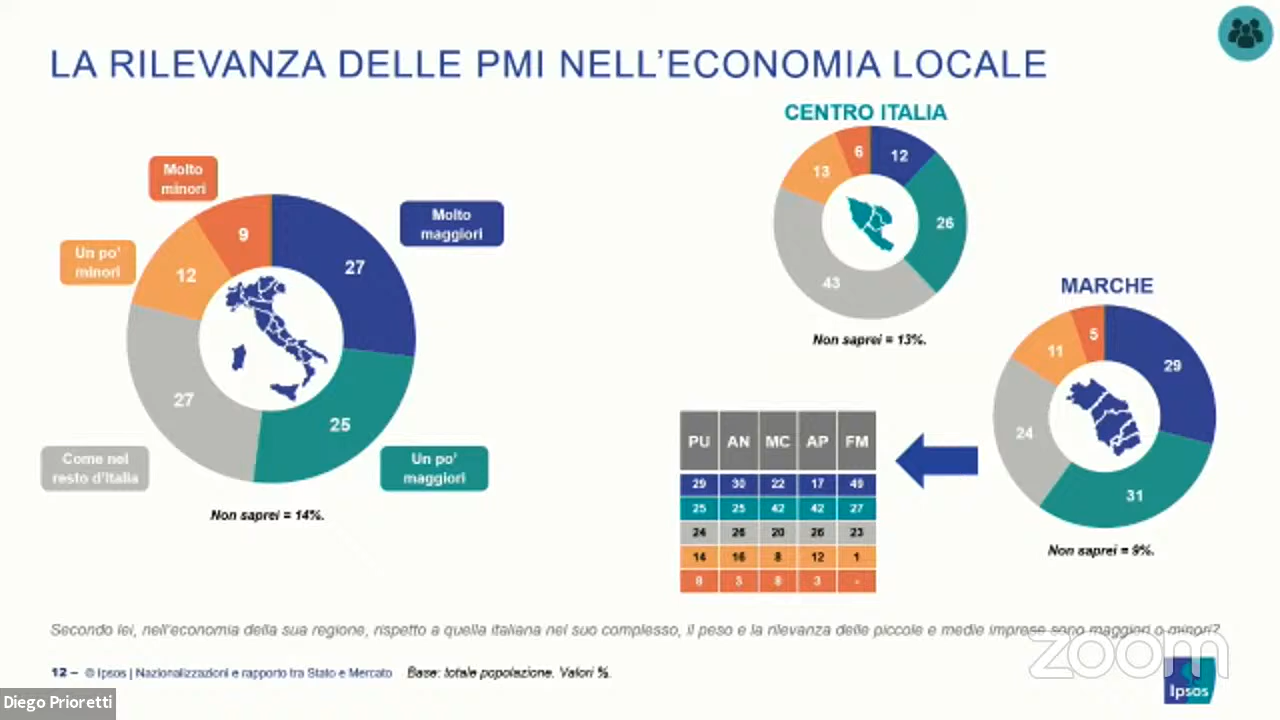 LA RILEVANZA DELLE PMI NELL'ECONOMIA LOCALE
Molto
minori
Un po'
minori
Come nel
resto d'Italia
Molto
maggiori
Un po'
maggiori
9
27
12
27
25
Non saprei = 14%.
CENTRO ITALIA
6
12
13
26
43
Non saprei = 13%.
MARCHE
5
29
11
24
31
Non saprei = 9%.
PU AN MC AP FM
29 30 22 17 49
25 25 42 42 27
24 26 20 26 23
14 16 8 12 1
8 3 8 3 -
Secondo lei, nell'economia della sua regione, rispetto a quella italiana nel suo complesso, il peso e la rilevanza delle piccole e medie imprese sono maggiori o minori?
12 – © Ipsos | Nazionalizzazioni e rapporto tra Stato e Mercato Base: totale popolazione. Valori %.
zoom
Ipsos
Diego Prioretti